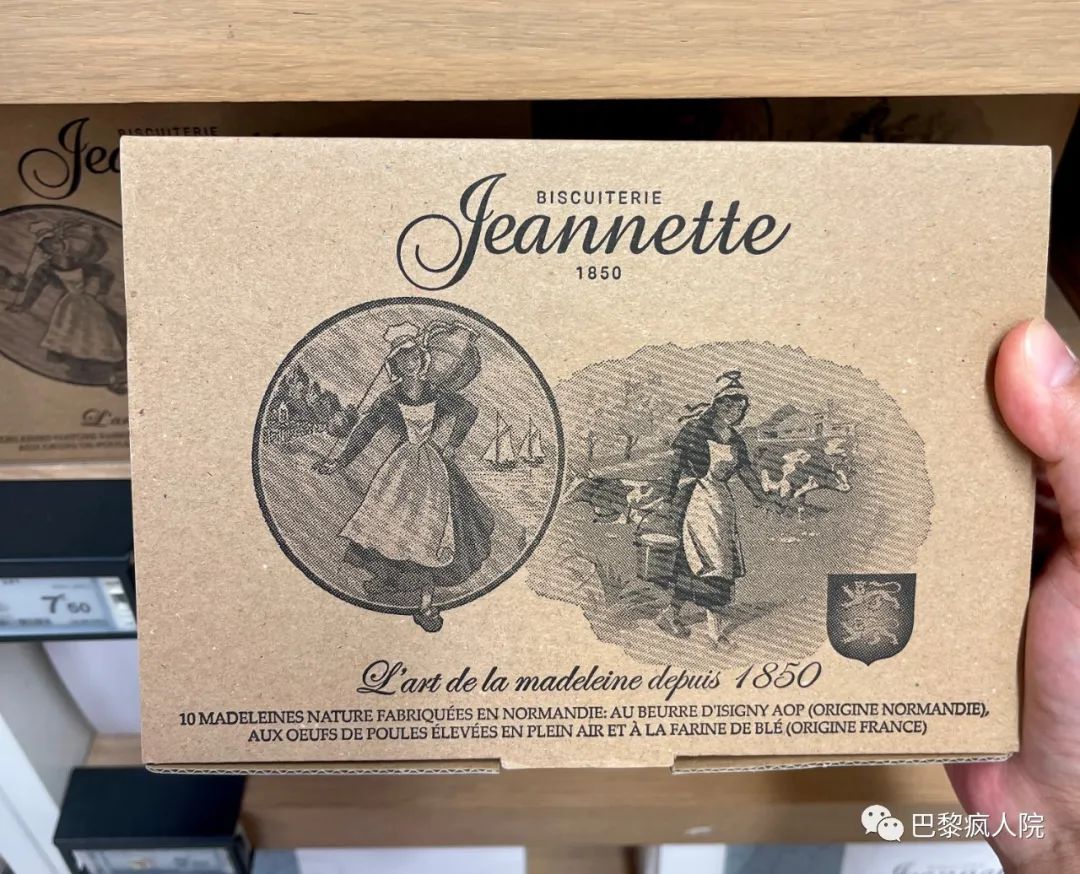 BISCUITERIE
Jeannette
1850
L'art de la madeleine depuis 1850
10 MADELEINES NATURE FABRIQUÉES EN NORMANDIE: AU BEURRE D'ISIGNY AOP (ORIGINE NORMANDIE),
AUX OEUFS DE POULES ÉLEVÉES EN PLEIN AIR ET À LA FARINE DE BLÉ (ORIGINE FRANCE)
BISCUITERIE
7€50
巴黎疯人院